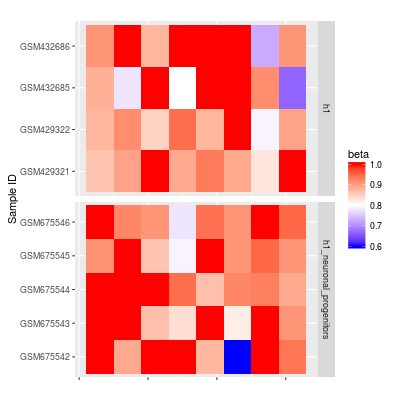 GSM432686
GSM432685
GSM429322
GSM429321
h1
GSM675546
GSM675545
GSM675544
GSM675543
GSM675542
h1_neuronal_progenitors
Sample ID
beta
1.0
0.9
0.8
0.7
0.6